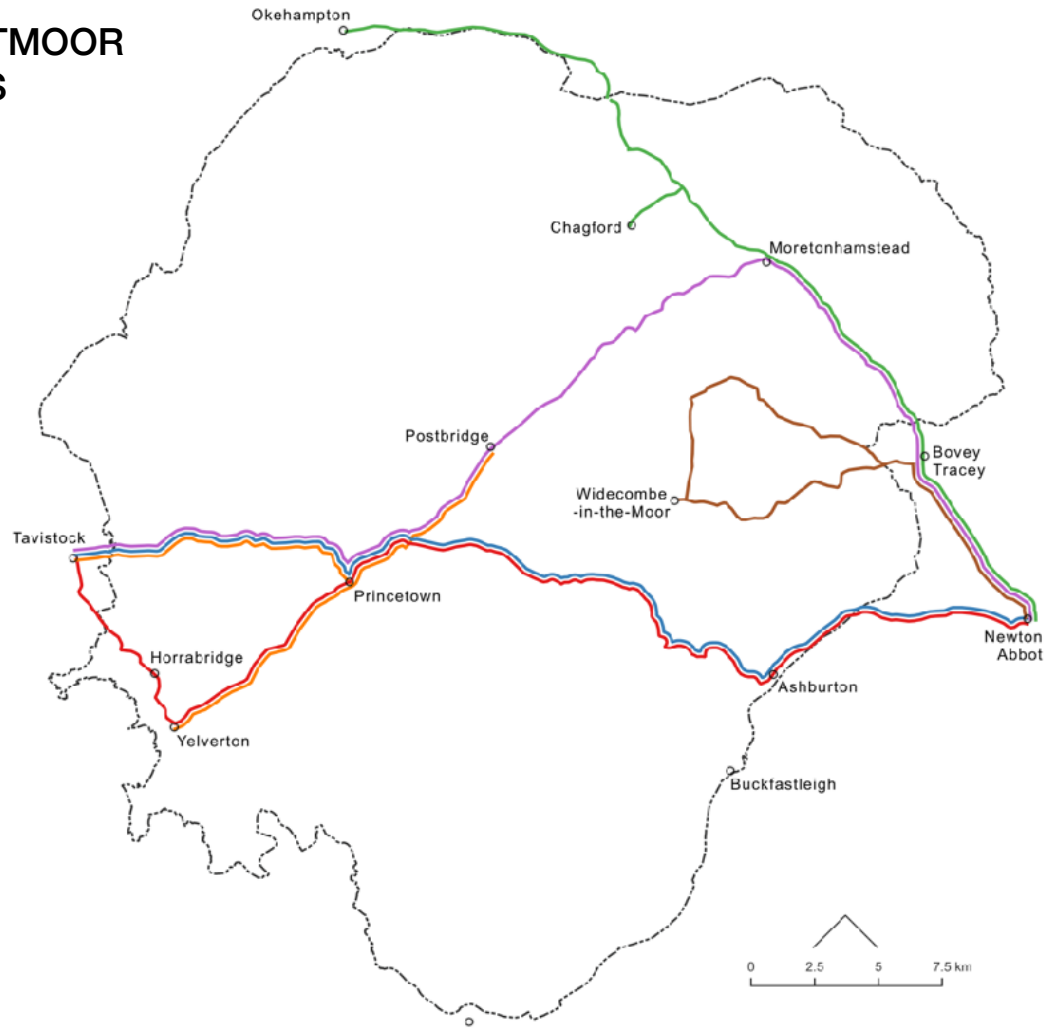 TMOOR
S
Okehampton
Chagford
Moretonhamstead
Postbridge
Bovey
Tracey
Widecombe
-in-the-Moor
Tavistock
Princetown
Newton
Abbot
Horrabridge
Ashburton
Yelverton
Buckfastleigh
0 2.5 5 7.5 km